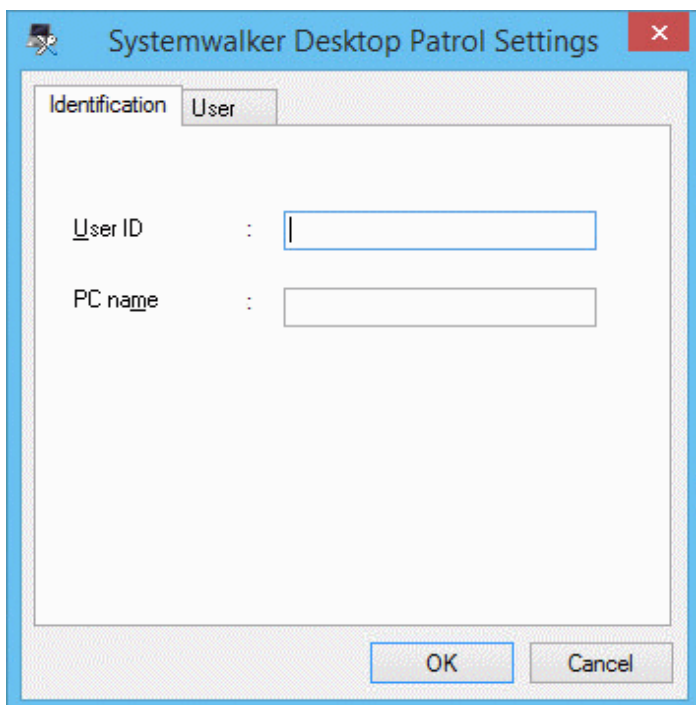 Systemwalker Desktop Patrol Settings
Identification User
User ID :
PC name :
OK Cancel